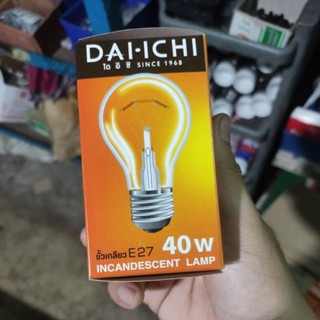 DAI-ICHI
ได อิ ชิ SINCE 1968
ขั้วเกลียว E27 40W
INCANDESCENT LAMP